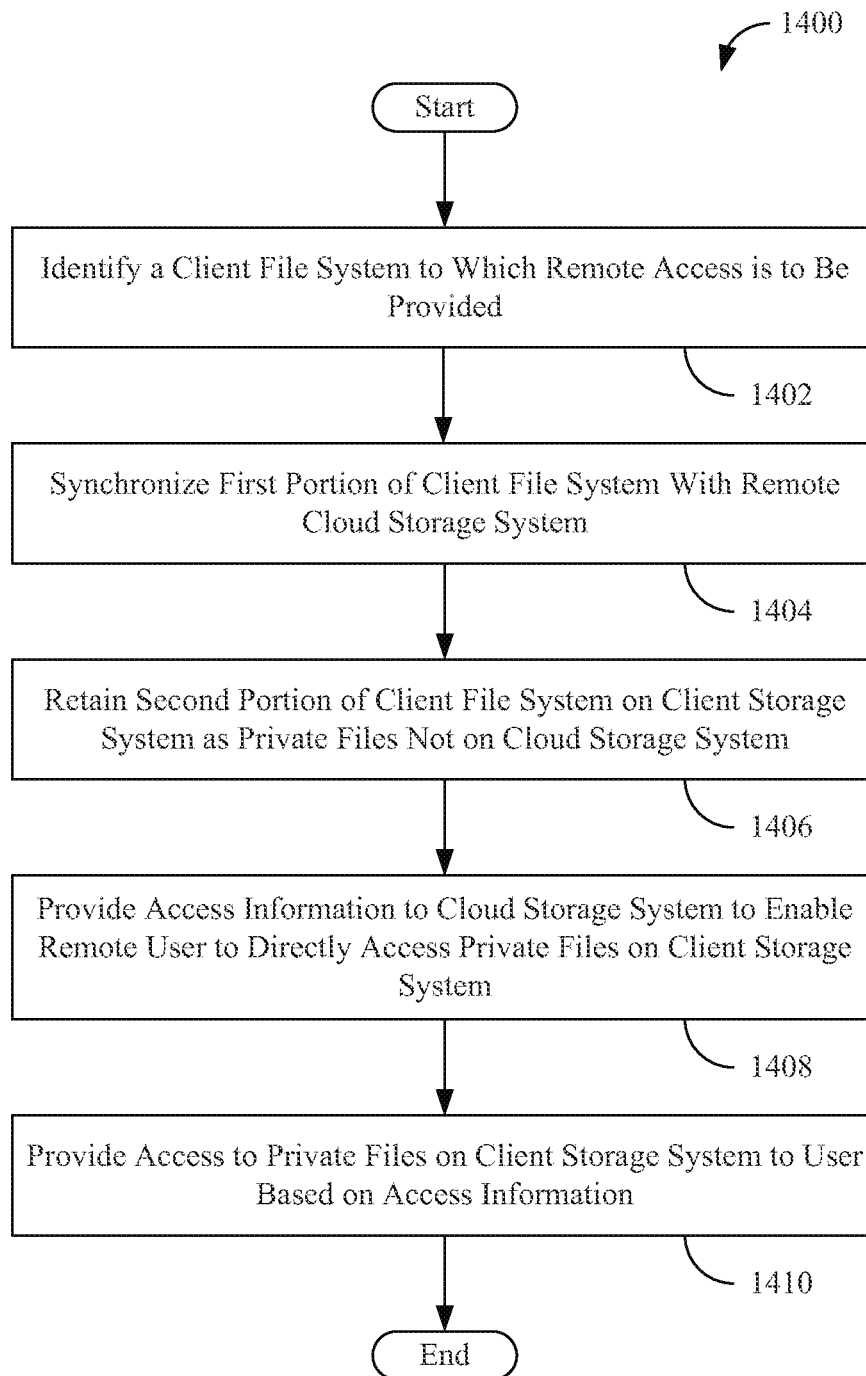 1400
Start
Identify a Client File System to Which Remote Access is to Be
Provided
1402
Synchronize First Portion of Client File System With Remote
Cloud Storage System
1404
Retain Second Portion of Client File System on Client Storage
System as Private Files Not on Cloud Storage System
1406
Provide Access Information to Cloud Storage System to Enable
Remote User to Directly Access Private Files on Client Storage
System
1408
Provide Access to Private Files on Client Storage System to User
Based on Access Information
1410
End